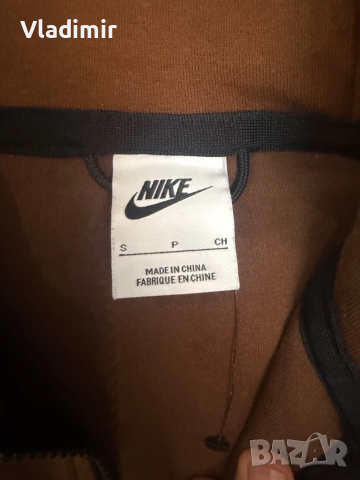 Vladimir
NIKE
S P CH
MADE IN CHINA
FABRIQUE EN CHINE
BAZAR